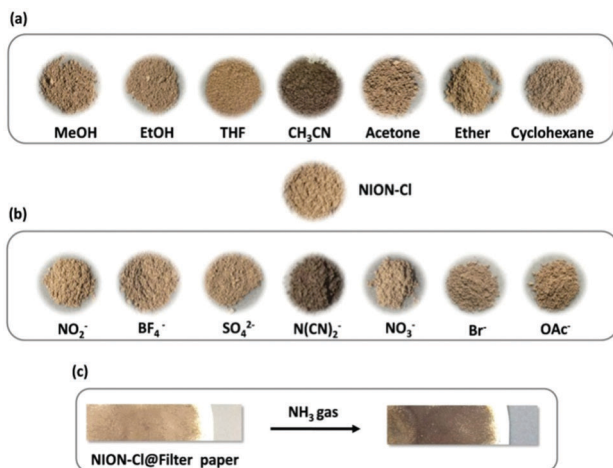 (a)
MeOH EtOH THF CH₃CN Acetone Ether Cyclohexane
NION-Cl
(b)
NO₂⁻ BF₄⁻ SO₄²⁻ N(CN)₂⁻ NO₃⁻ Br⁻ OAc⁻
(c)
NH₃ gas
NION-Cl@Filter paper